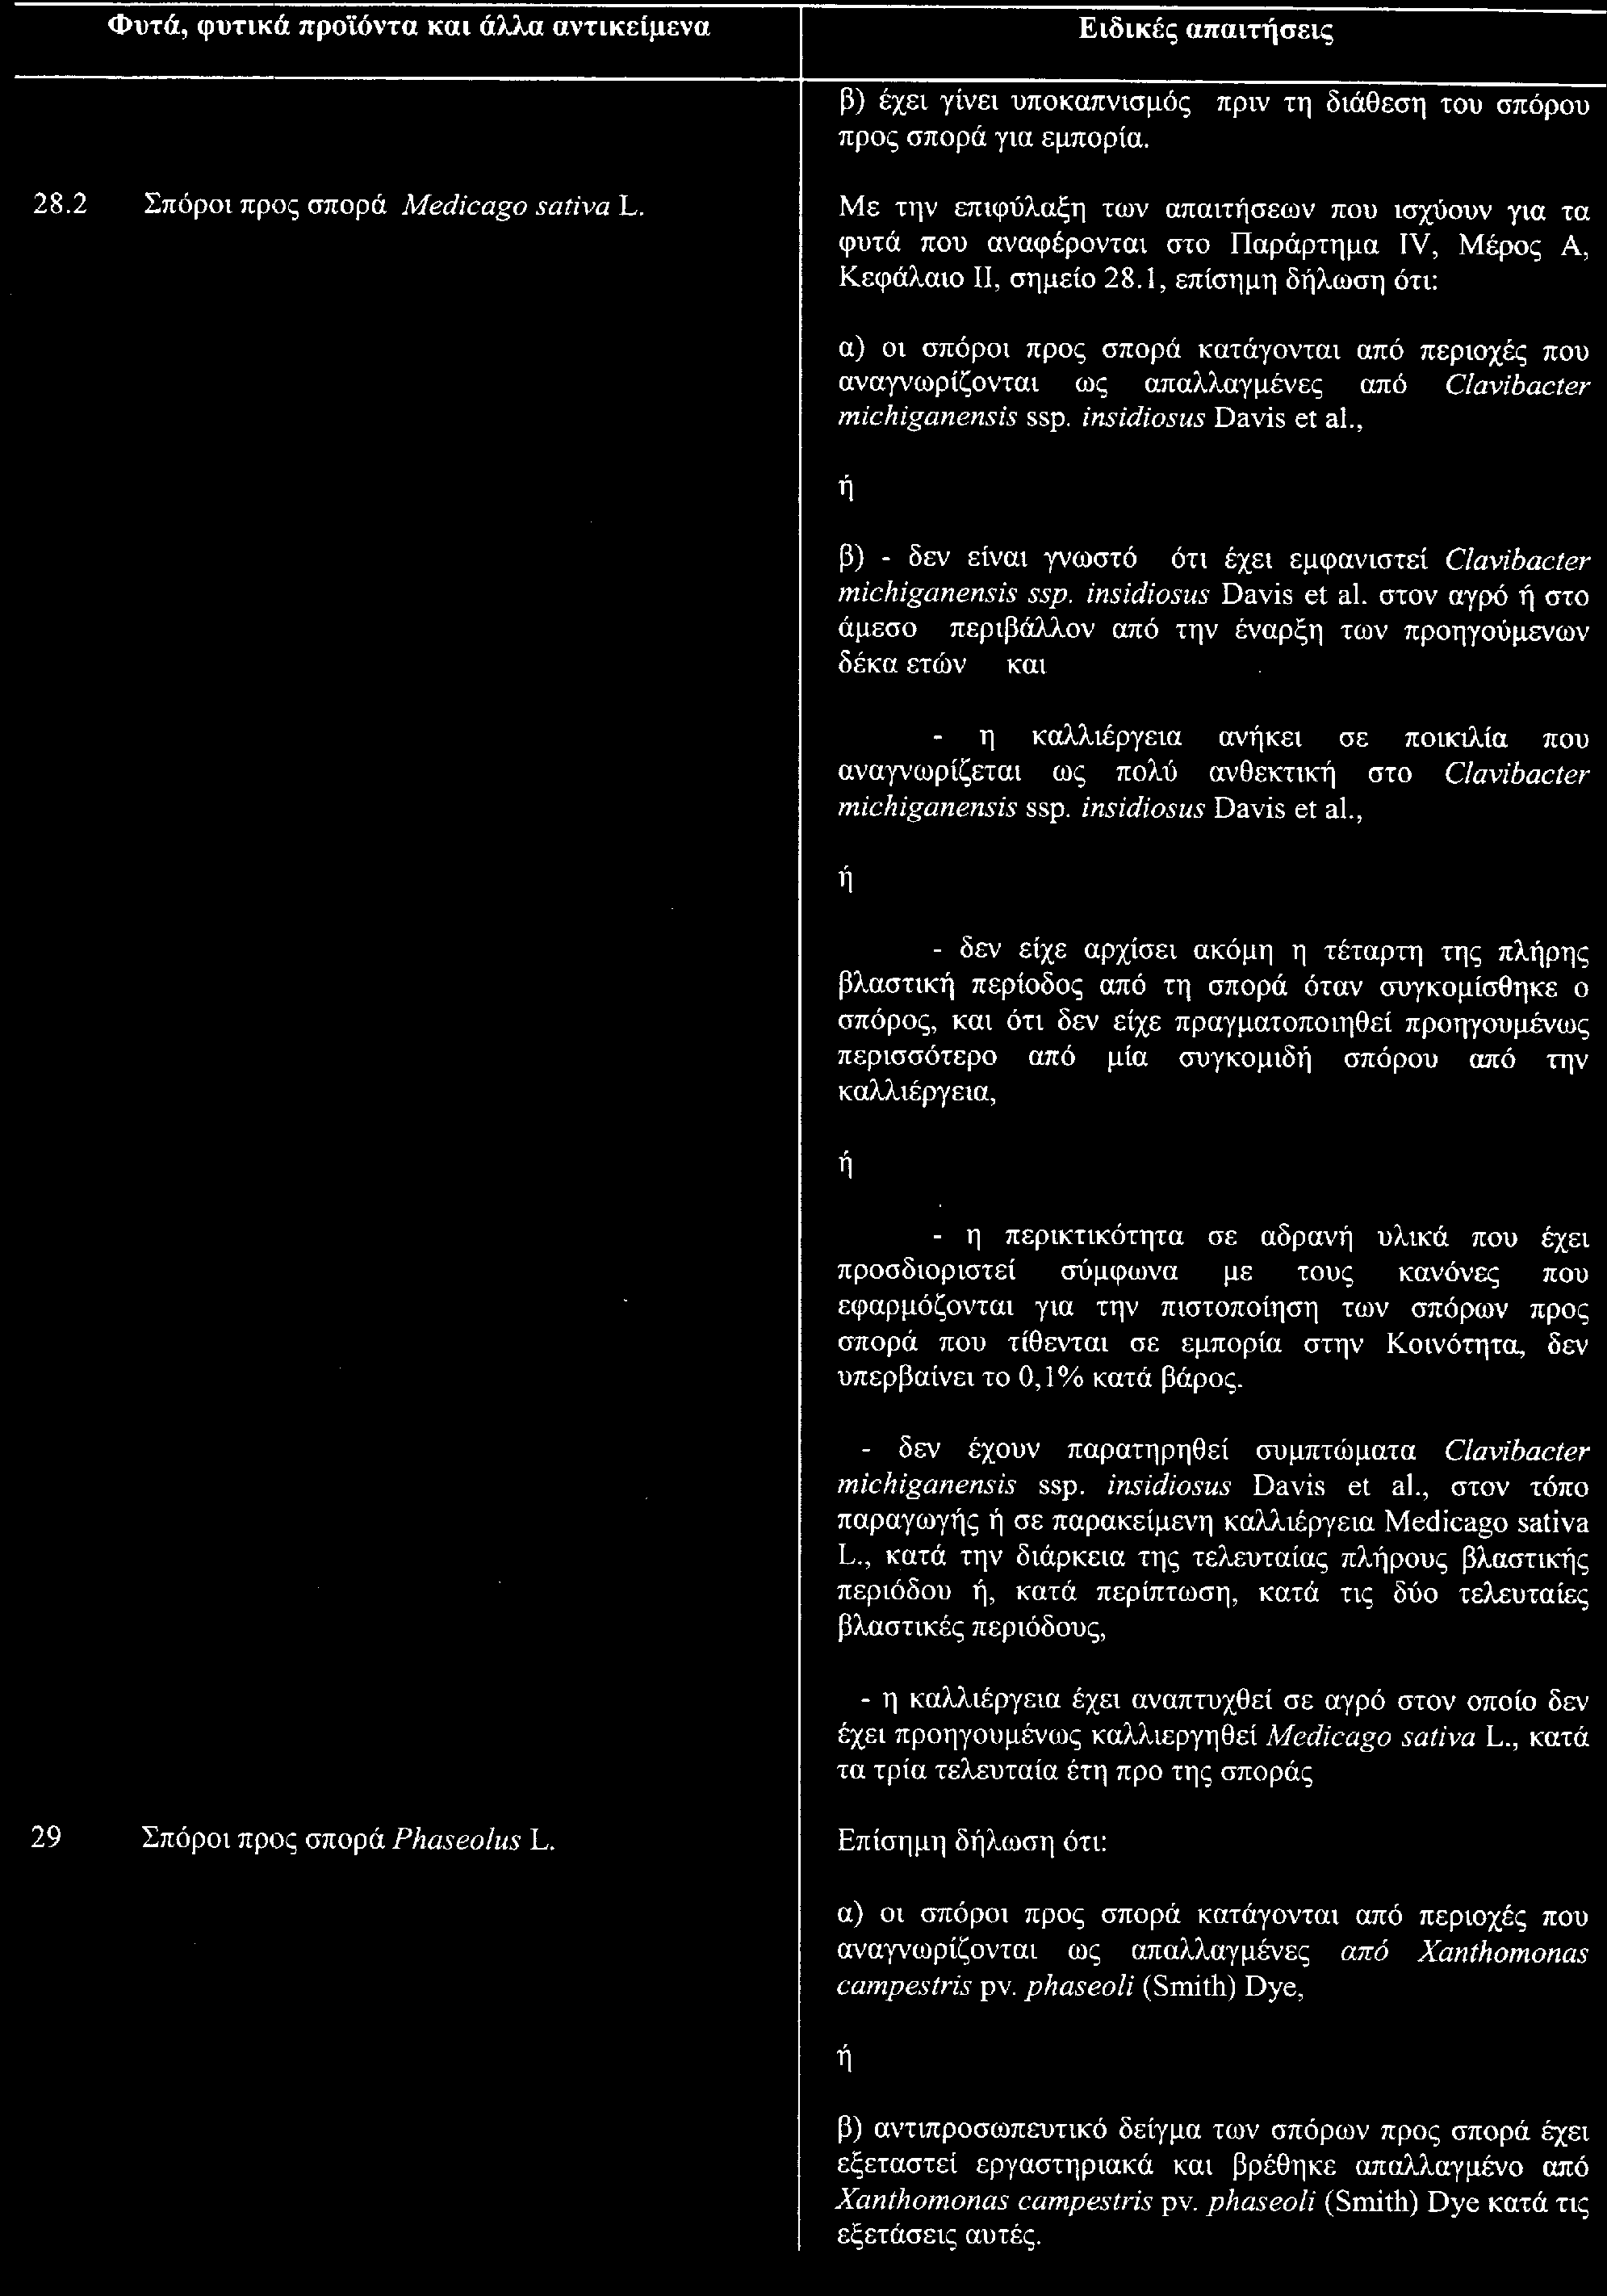 Φυτά, φυτικά προϊόντα και άλλα αντικείμενα
Ειδικές απαιτήσεις
β) έχει γίνει υποκαπνισμός πριν τη διάθεση του σπόρου
προς σπορά για εμπορία.
28.2 Σπόροι προς σπορά Medicago sativa L.
Με την επιφύλαξη των απαιτήσεων που ισχύουν για τα
φυτά που αναφέρονται στο Παράρτημα IV, Μέρος Α,
Κεφάλαιο ΙΙ, σημείο 28.1, επίσημη δήλωση ότι:
α) οι σπόροι προς σπορά κατάγονται από περιοχές που
αναγνωρίζονται ως απαλλαγμένες από Clavibacter
michiganensis ssp. insidiosus Davis et al.,
ή
β) - δεν είναι γνωστό ότι έχει εμφανιστεί Clavibacter
michiganensis ssp. insidiosus Davis et al. στον αγρό ή στο
άμεσο περιβάλλον από την έναρξη των προηγούμενων
δέκα ετών και
- η καλλιέργεια ανήκει σε ποικιλία που
αναγνωρίζεται ως πολύ ανθεκτική στο Clavibacter
michiganensis ssp. insidiosus Davis et al.,
ή
- δεν είχε αρχίσει ακόμη η τέταρτη της πλήρης
βλαστική περίοδος από τη σπορά όταν συγκομίσθηκε ο
σπόρος, και ότι δεν είχε πραγματοποιηθεί προηγουμένως
περισσότερο από μία συγκομιδή σπόρου από την
καλλιέργεια,
ή
- η περικτικότητα σε αδρανή υλικά που έχει
προσδιοριστεί σύμφωνα με τους κανόνες που
εφαρμόζονται για την πιστοποίηση των σπόρων προς
σπορά που τίθενται σε εμπορία στην Κοινότητα, δεν
υπερβαίνει το 0,1% κατά βάρος.
- δεν έχουν παρατηρηθεί συμπτώματα Clavibacter
michiganensis ssp. insidiosus Davis et al., στον τόπο
παραγωγής ή σε παρακείμενη καλλιέργεια Medicago sativa
L., κατά την διάρκεια της τελευταίας πλήρους βλαστικής
περιόδου ή, κατά περίπτωση, κατά τις δύο τελευταίες
βλαστικές περιόδους,
- η καλλιέργεια έχει αναπτυχθεί σε αγρό στον οποίο δεν
έχει προηγουμένως καλλιεργηθεί Medicago sativa L., κατά
τα τρία τελευταία έτη προ της σποράς
29 Σπόροι προς σπορά Phaseolus L.
Επίσημη δήλωση ότι:
α) οι σπόροι προς σπορά κατάγονται από περιοχές που
αναγνωρίζονται ως απαλλαγμένες από Xanthomonas
campestris pv. phaseoli (Smith) Dye,
ή
β) αντιπροσωπευτικό δείγμα των σπόρων προς σπορά έχει
εξεταστεί εργαστηριακά και βρέθηκε απαλλαγμένο από
Xanthomonas campestris pv. phaseoli (Smith) Dye κατά τις
εξετάσεις αυτές.